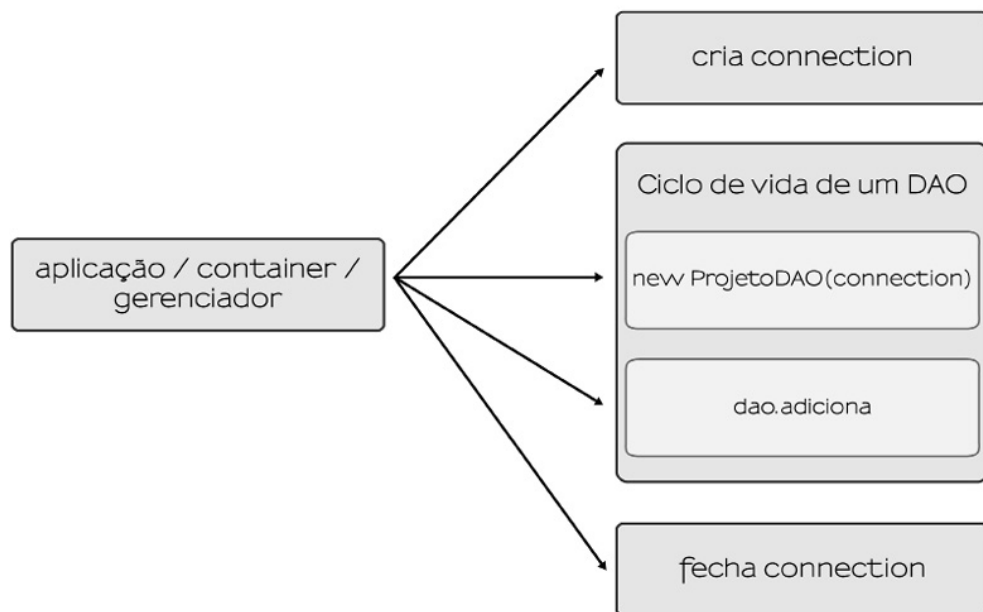 cria connection
Ciclo de vida de um DAO
aplicação / container /
gerenciador
new ProjetoDAO(connection)
dao.adiciona
fecha connection